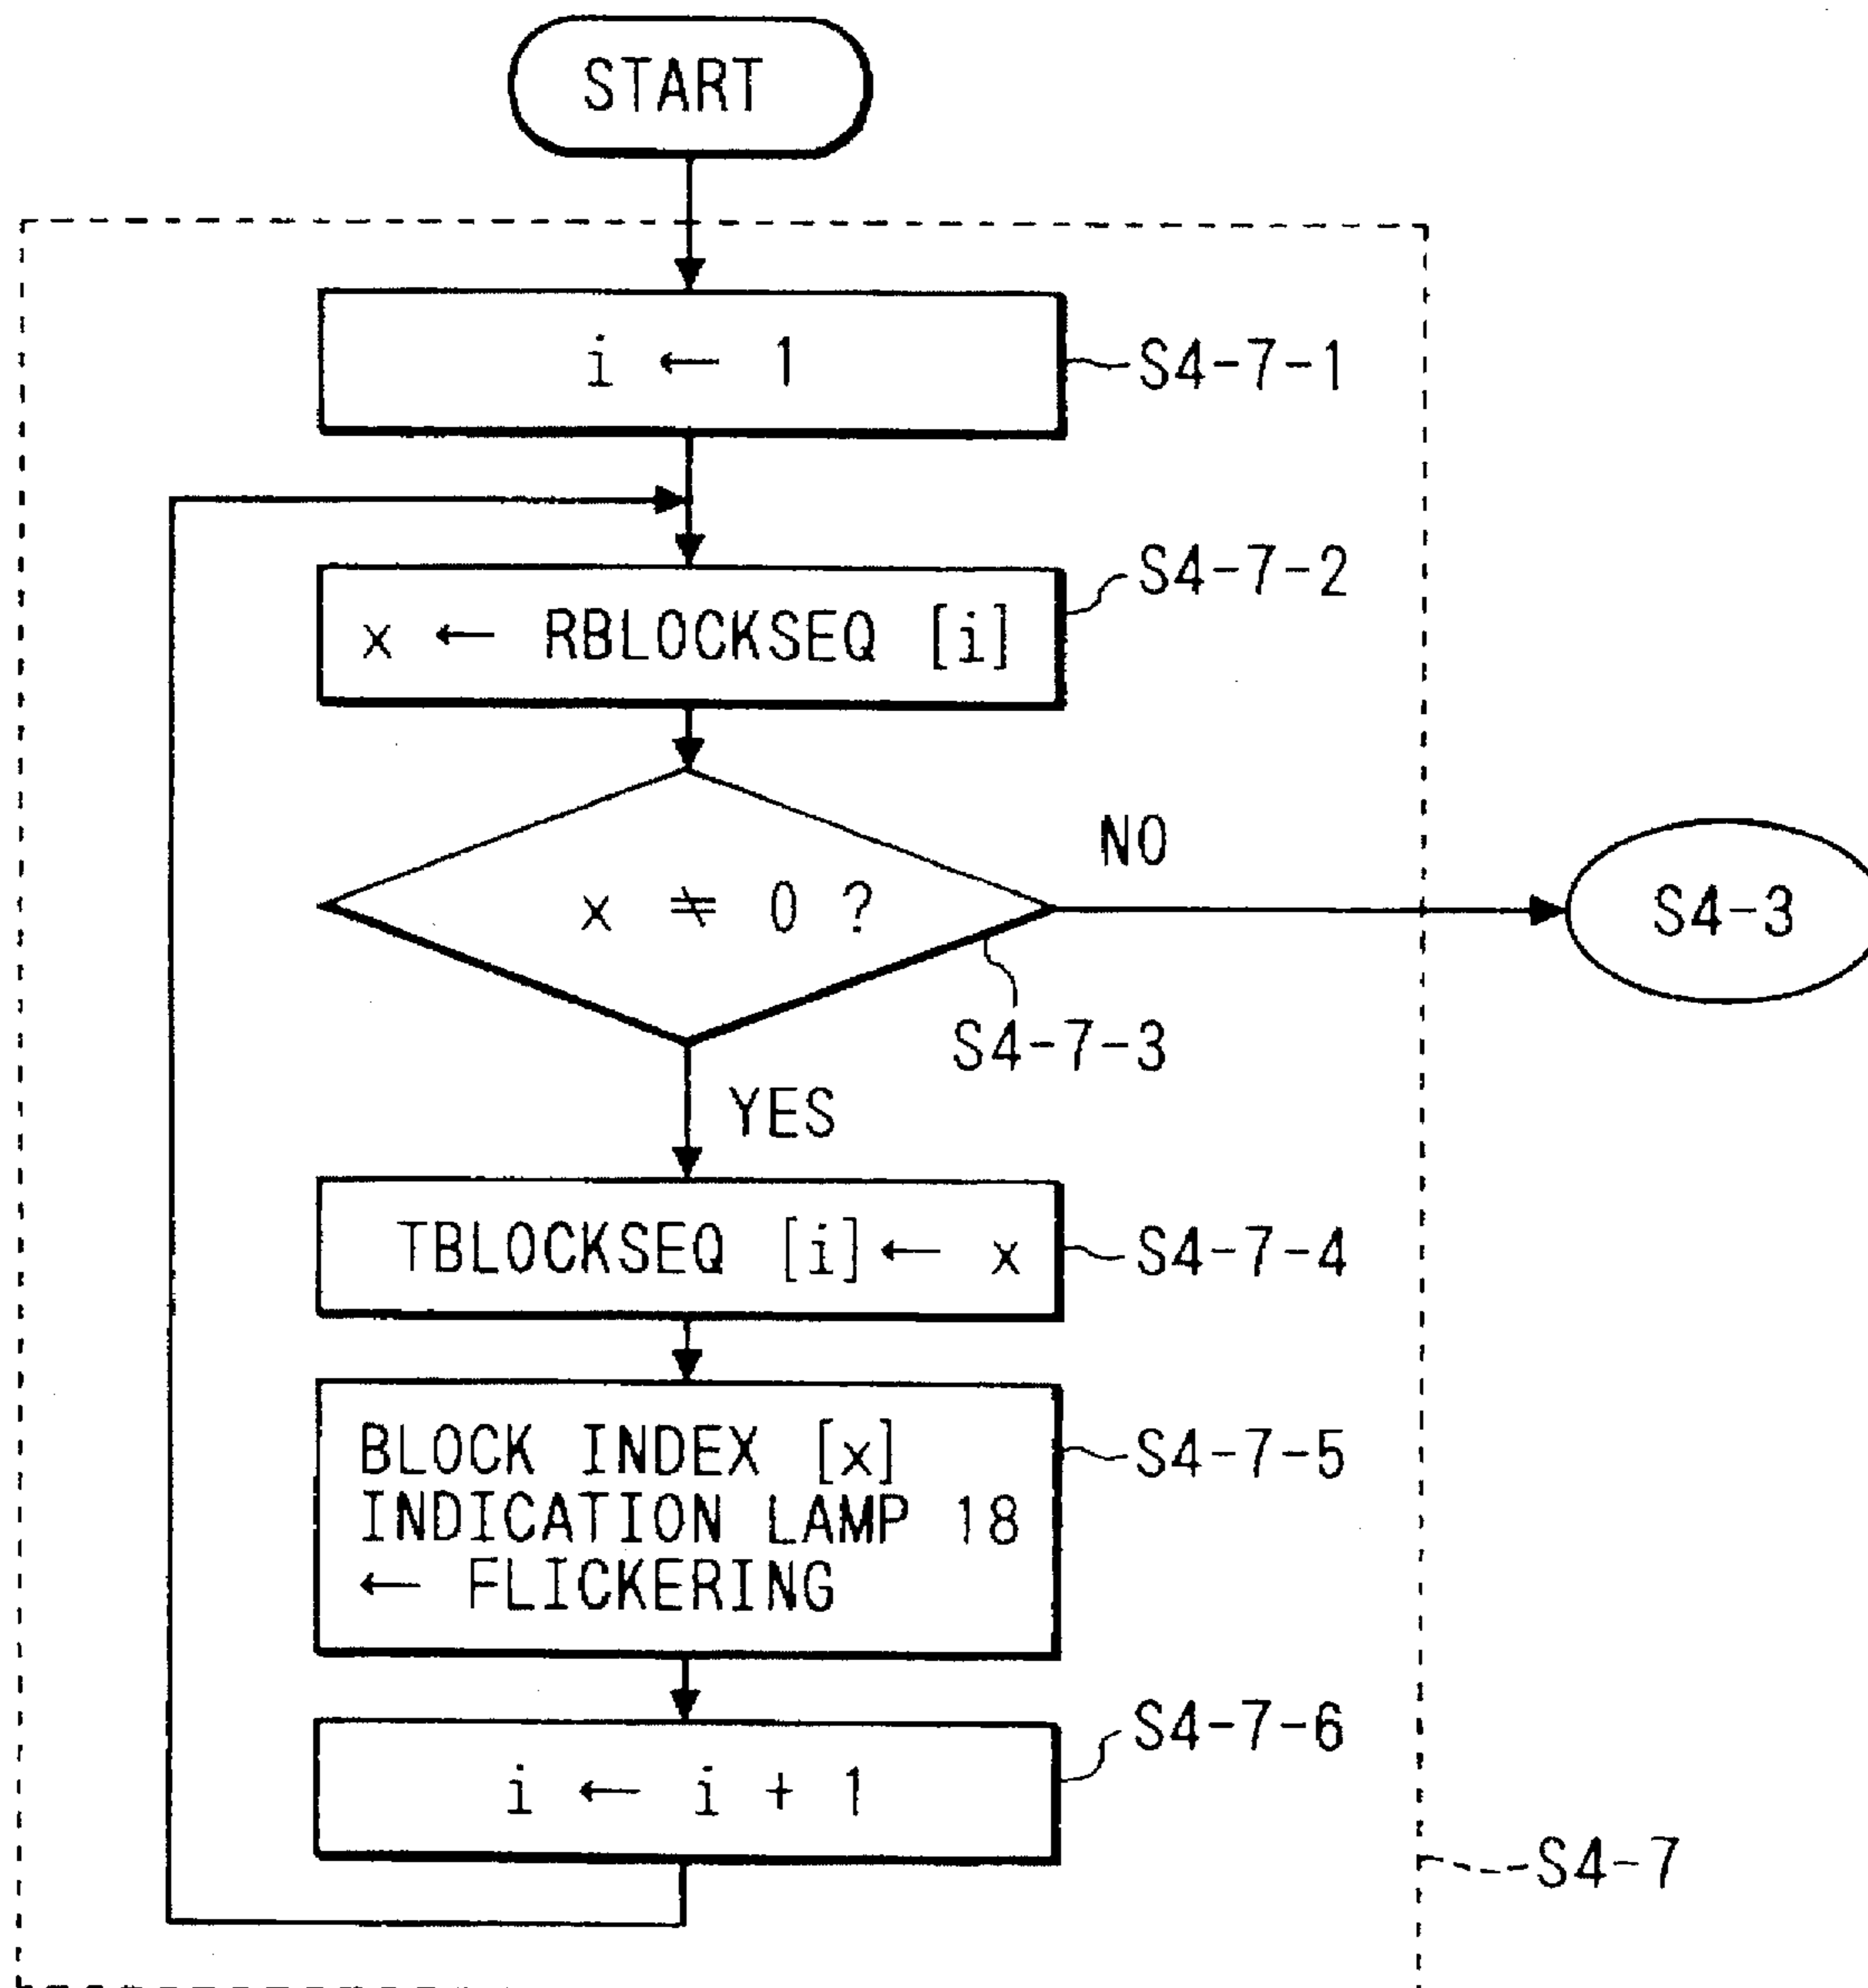 START
i ← 1
S4-7-1
S4-7-2
x ← RBLOCKSEQ [i]
NO
x ≠ 0 ?
S4-3
S4-7-3
YES
TBLOCKSEQ [i] ← x
S4-7-4
BLOCK INDEX [x]
INDICATION LAMP 18
← FLICKERING
S4-7-5
S4-7-6
i ← i + 1
S4-7